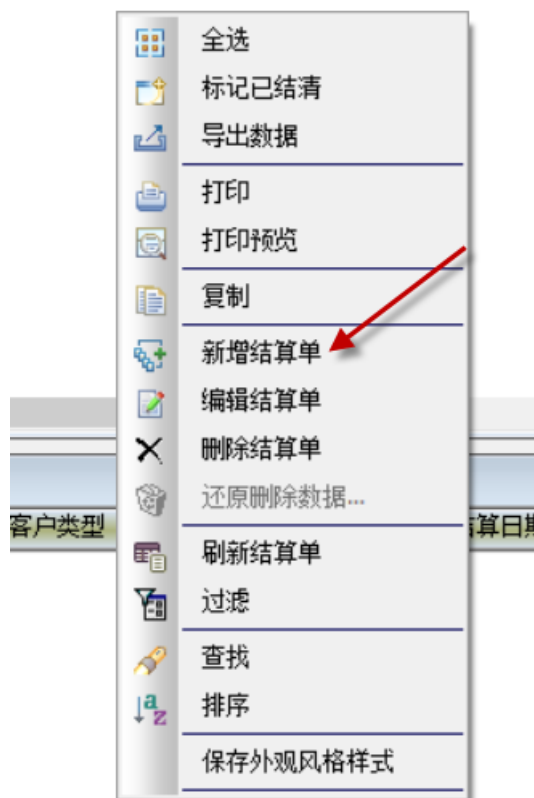 全选
标记已结清
导出数据
打印
打印预览
复制
新增结算单
编辑结算单
删除结算单
还原删除数据...
客户类型
刷新结算单
过滤
查找
排序
保存外观风格样式